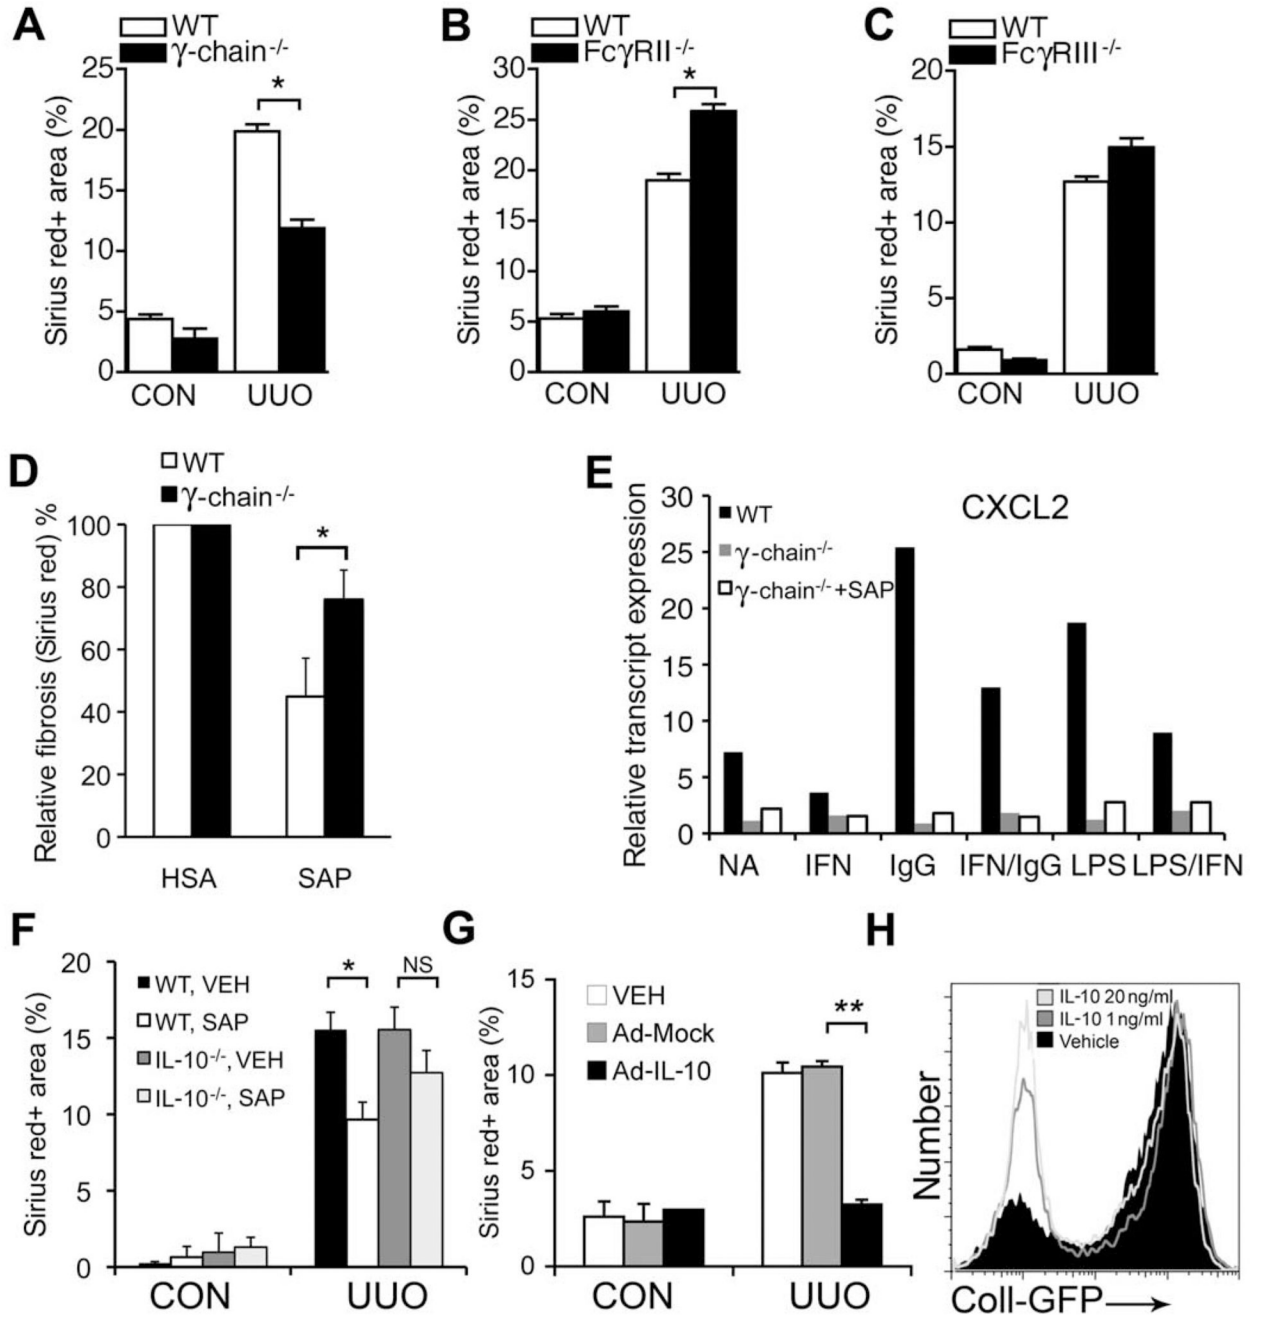 A
WT
γ-chain-/-
Sirius red+ area (%)
25
20
15
10
5
0
*
CON
UUO
B
WT
FcγRII-/-
Sirius red+ area (%)
30
25
20
15
10
5
0
*
CON
UUO
C
WT
FcγRIII-/-
Sirius red+ area (%)
20
15
10
5
0
CON
UUO
D
WT
γ-chain-/-
Relative fibrosis (Sirius red) %
100
80
60
40
20
0
*
HSA
SAP
E
CXCL2
WT
γ-chain-/-
γ-chain-/-+SAP
Relative transcript expression
30
25
20
15
10
5
0
NA
IFN
IgG
IFN/IgG
LPS
LPS/IFN
F
WT, VEH
WT, SAP
IL-10-/-, VEH
IL-10-/-, SAP
Sirius red+ area (%)
20
15
10
5
0
*
NS
CON
UUO
G
VEH
Ad-Mock
Ad-IL-10
Sirius red+ area (%)
15
10
5
0
**
CON
UUO
H
IL-10 20 ng/ml
IL-10 1 ng/ml
Vehicle
Number
Coll-GFP